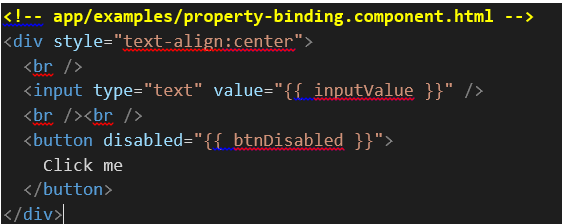 <!-- app/examples/property-binding.component.html -->
<div style="text-align:center">
<br />
<input type="text" value="{{ inputValue }}" />
<br /><br />
<button disabled="{{ btnDisabled }}">
Click me
</button>
</div>